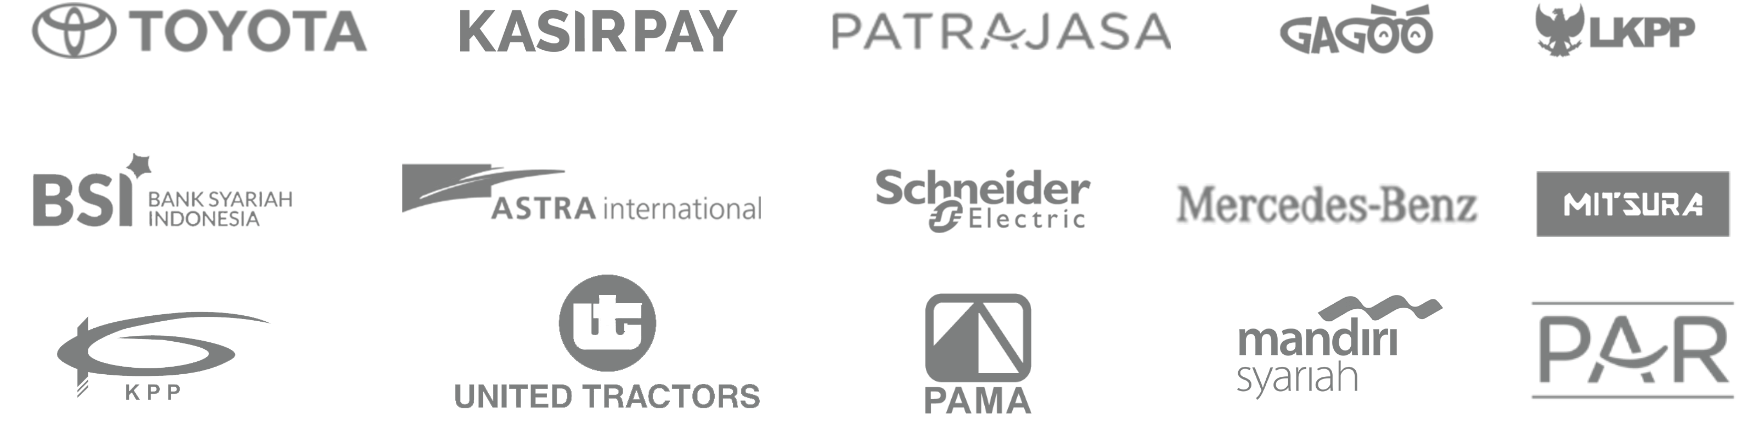 TOYOTA
KASIRPAY
PATRAJASA
GAGOO
LKPP
BSI BANK SYARIAH
INDONESIA
ASTRA international
Schneider
Electric
Mercedes-Benz
MITSURA
KPP
UT
UNITED TRACTORS
PAMA
mandiri
syariah
PAR